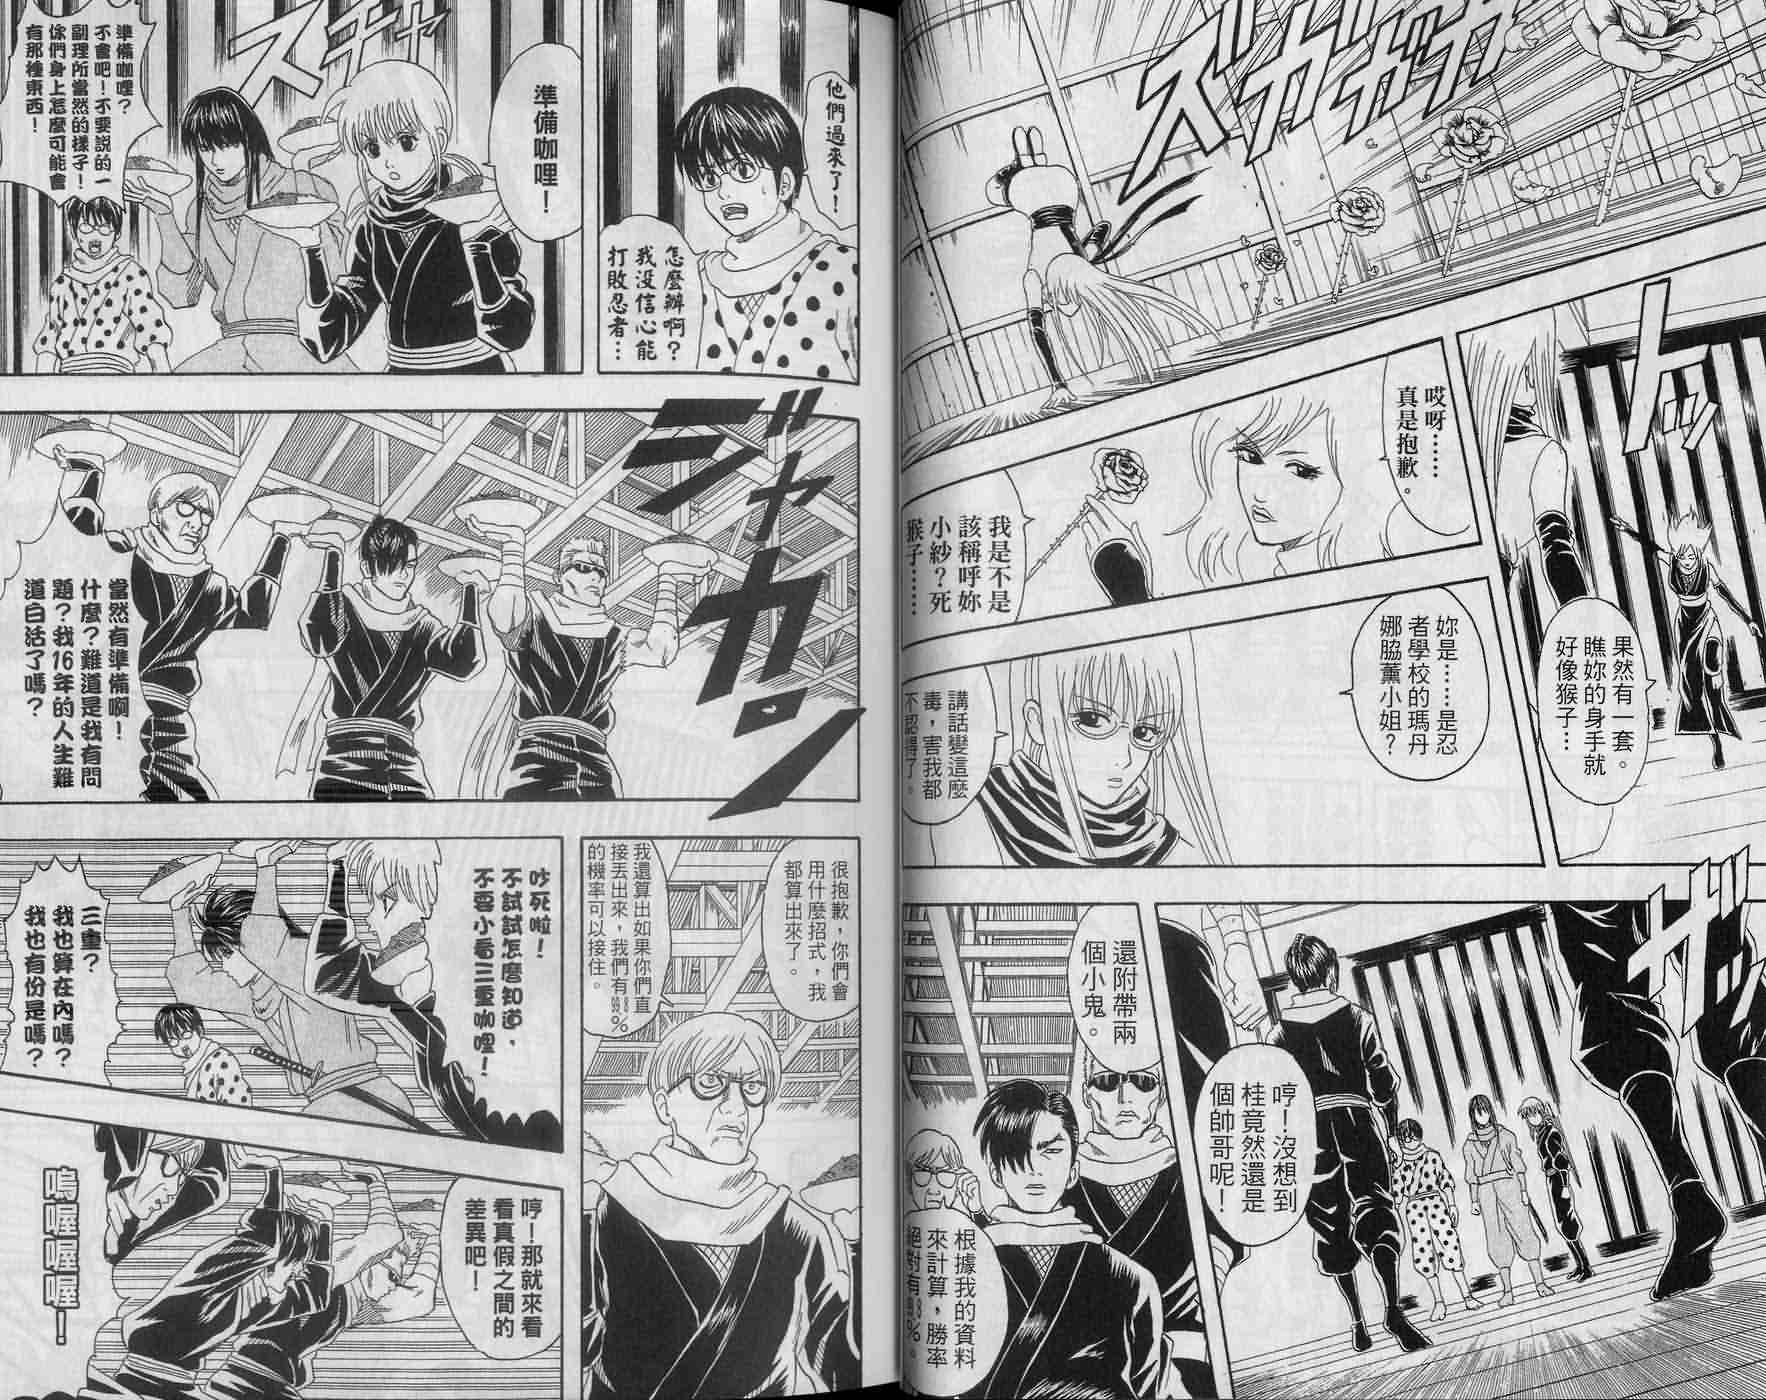 ズガガガガッ
トッ
果然有一套。
瞧妳的身手就
好像猴子…
哎呀……
真是抱歉。
我是不是
該稱呼妳
小紗？死
猴子……
妳是……是忍
者學校的瑪丹
娜脇薰小姐？
講話變這麼
毒，害我都
不認得了。
ザッ
哼！沒想到
桂竟然還是
個帥哥呢！
還附帶兩
個小鬼。
根據我的資料
來計算，勝率
絕對有99%。
他們過來了！
怎麼辦啊？
我没信心能
打敗忍者…
スチャ
準備咖哩！
準備咖哩？
不會吧！不要說的一
副理所當然的樣子！
你們身上怎麼可能會
有那種東西！
ジャカン
當然有準備啊！
什麼？難道是我有問
題？我16年的人生難
道白活了嗎？
很抱歉，你們會
用什麼招式，我
都算出來了。
我還算出如果你們直
接丟出來，我們有99%
的機率可以接住。
吵死啦！
不試試怎麼知道，
不要小看三重咖哩！
三重？
我也算在內嗎？
我也有份是嗎？
哼！那就來看
看真假之間的
差異吧！
嗚喔喔喔！